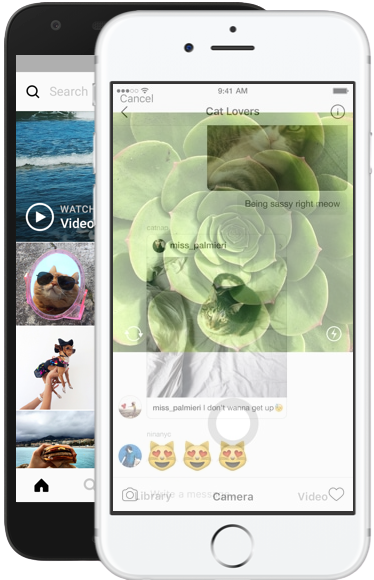 Search
WATCH
Video
9:41 AM
Cancel
Cat Lovers
Being sassy right meow
miss_palmieri
miss_palmieri I don't wanna get up
Library
Camera
Video